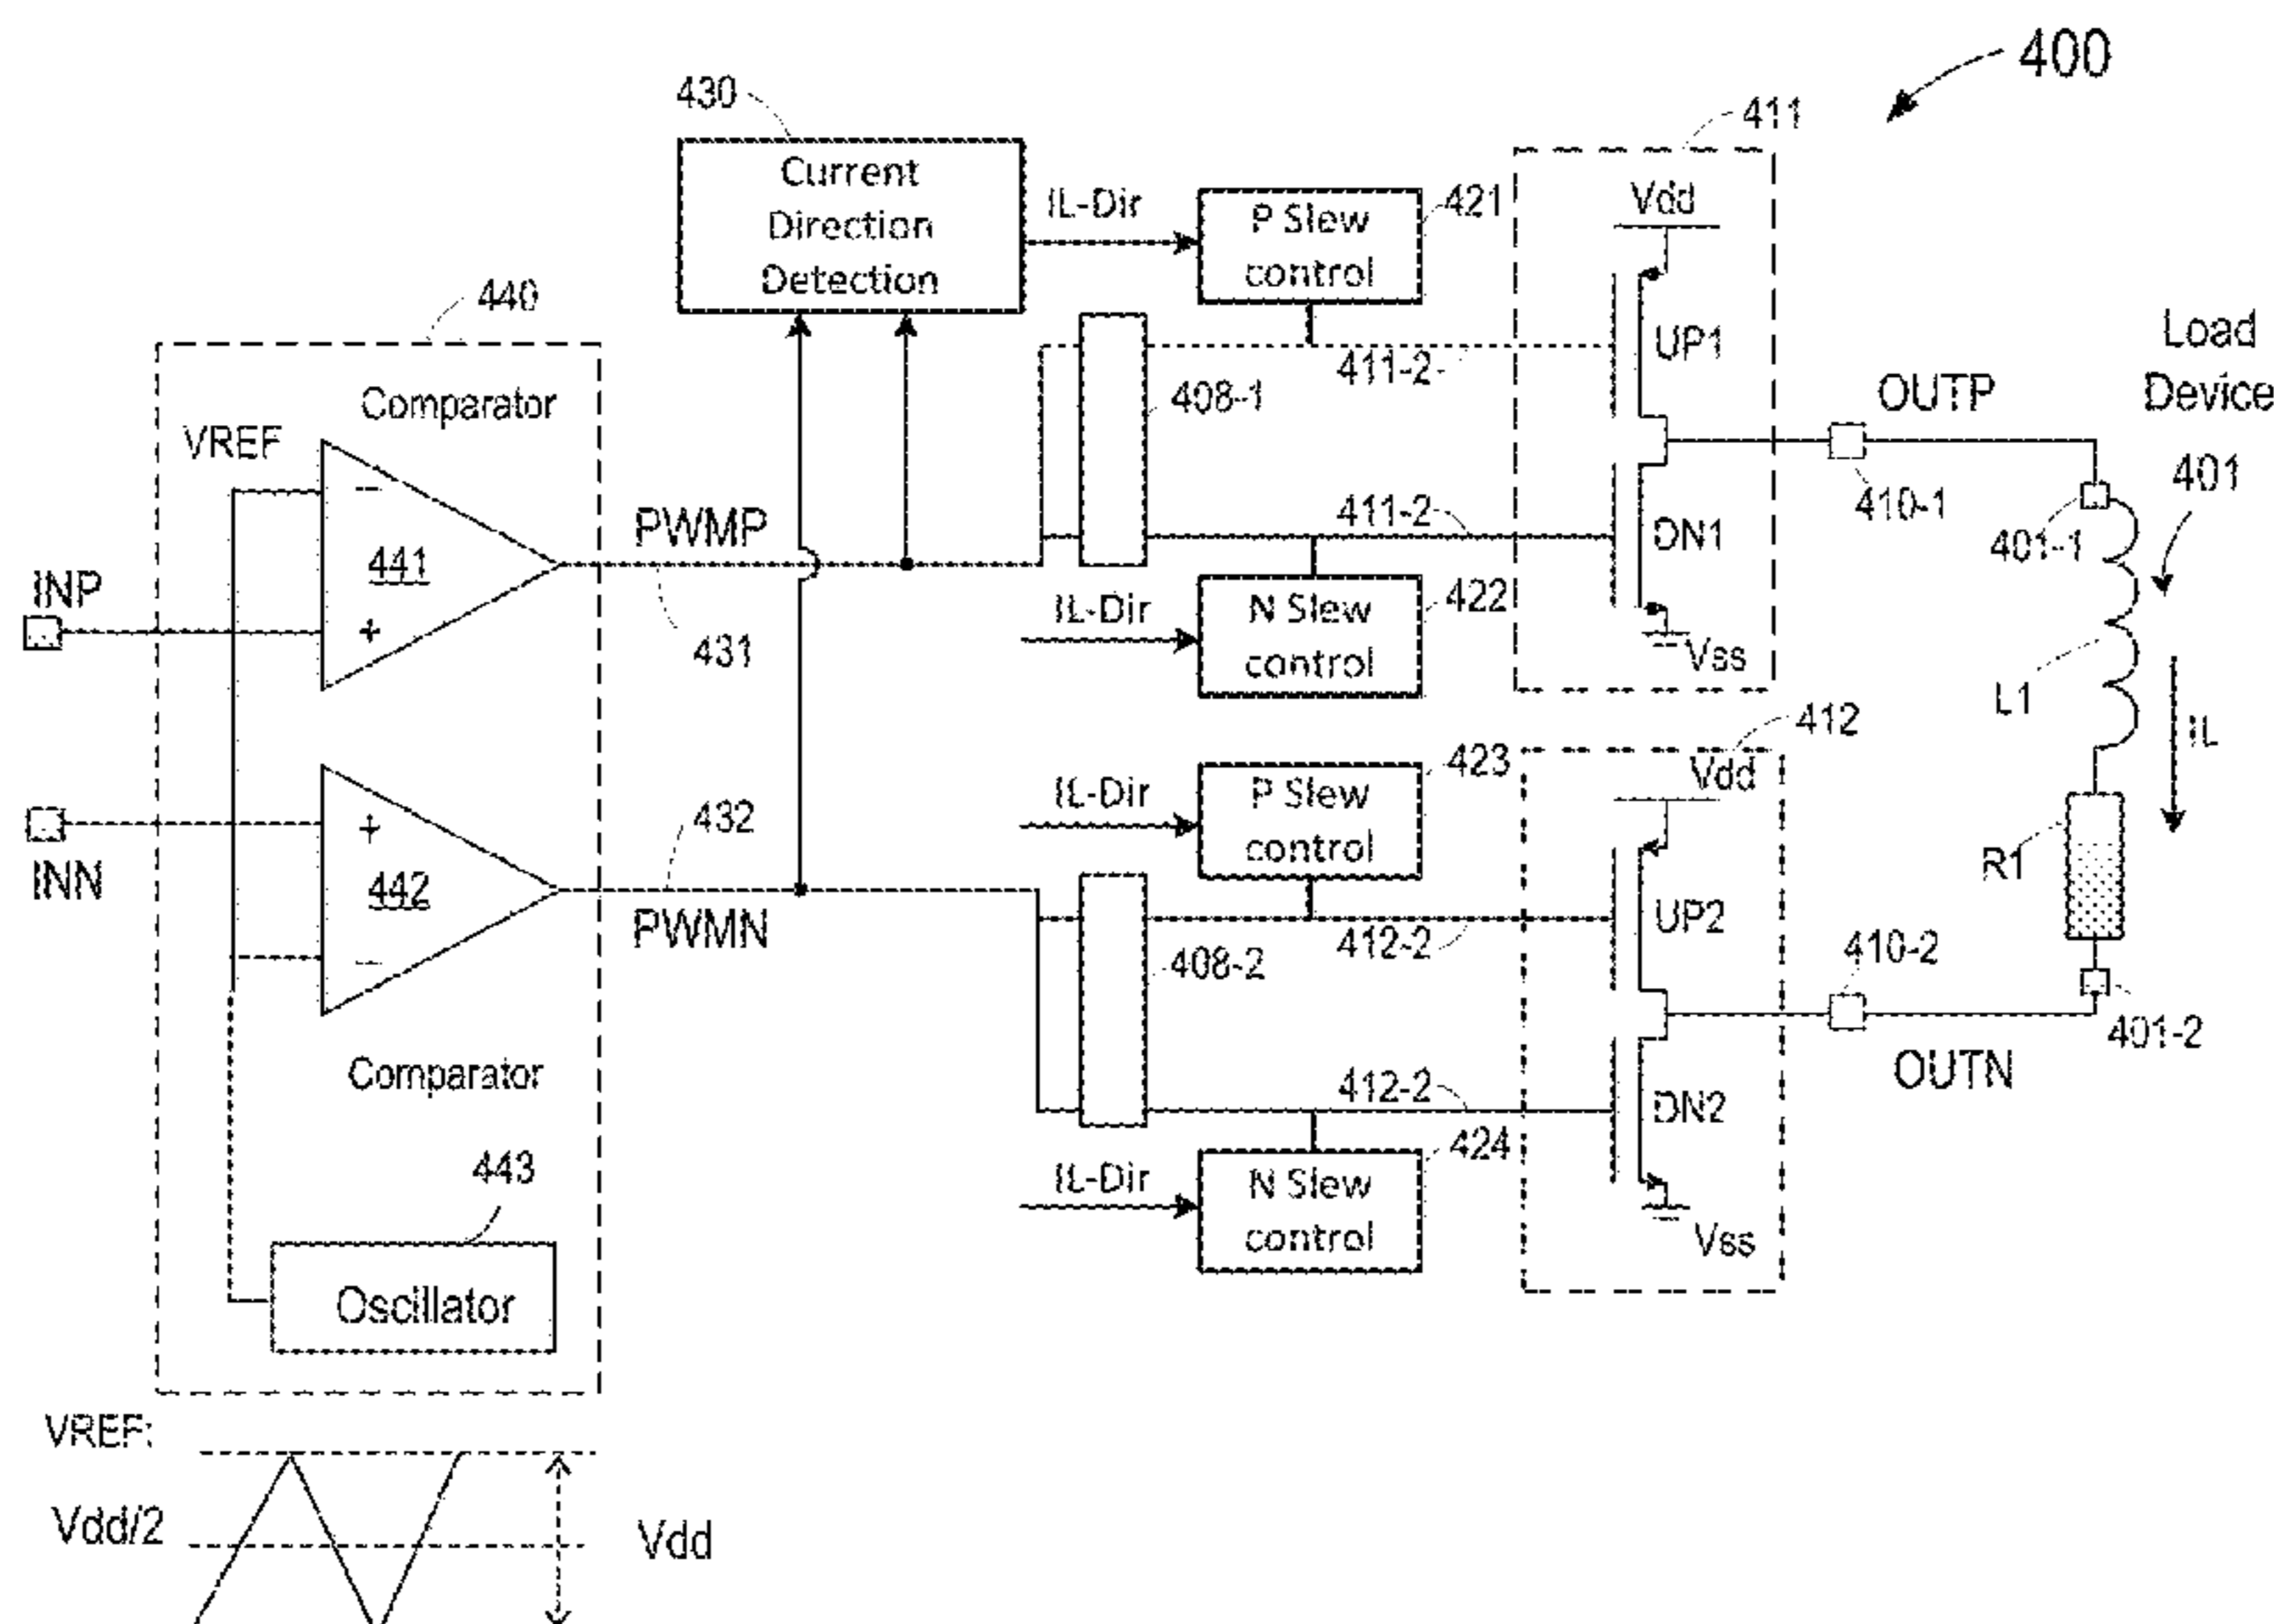 400
430
411
Current
Direction
Detection
IL-Dir
P Slew
control
421
Vdd
UP1
411-2
408-1
440
Comparator
VREF
441
−
+
PWMP
431
INP
411-2
DN1
IL-Dir
N Slew
control
422
Vss
OUTP
410-1
Load
Device
401
401-1
L1
IL
R1
INN
442
+
−
432
PWMN
Comparator
443
Oscillator
IL-Dir
P Slew
control
423
412
Vdd
UP2
412-2
408-2
410-2
401-2
OUTN
412-2
DN2
IL-Dir
N Slew
control
424
Vss
VREF:
Vdd/2
Vdd